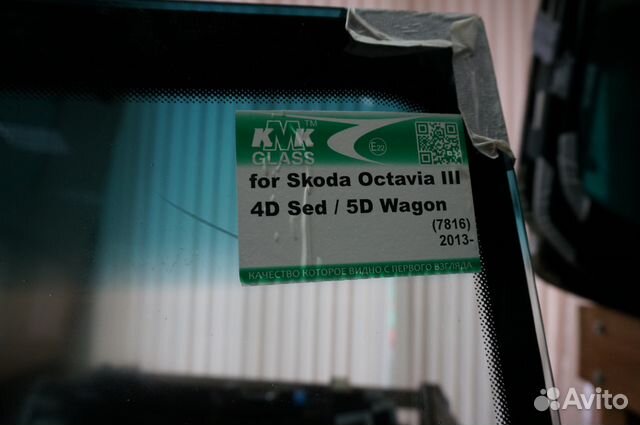 KMK TM
GLASS
E22
for Skoda Octavia III
4D Sed / 5D Wagon
(7816)
2013-
КАЧЕСТВО КОТОРОЕ ВИДНО С ПЕРВОГО ВЗГЛЯДА
Avito